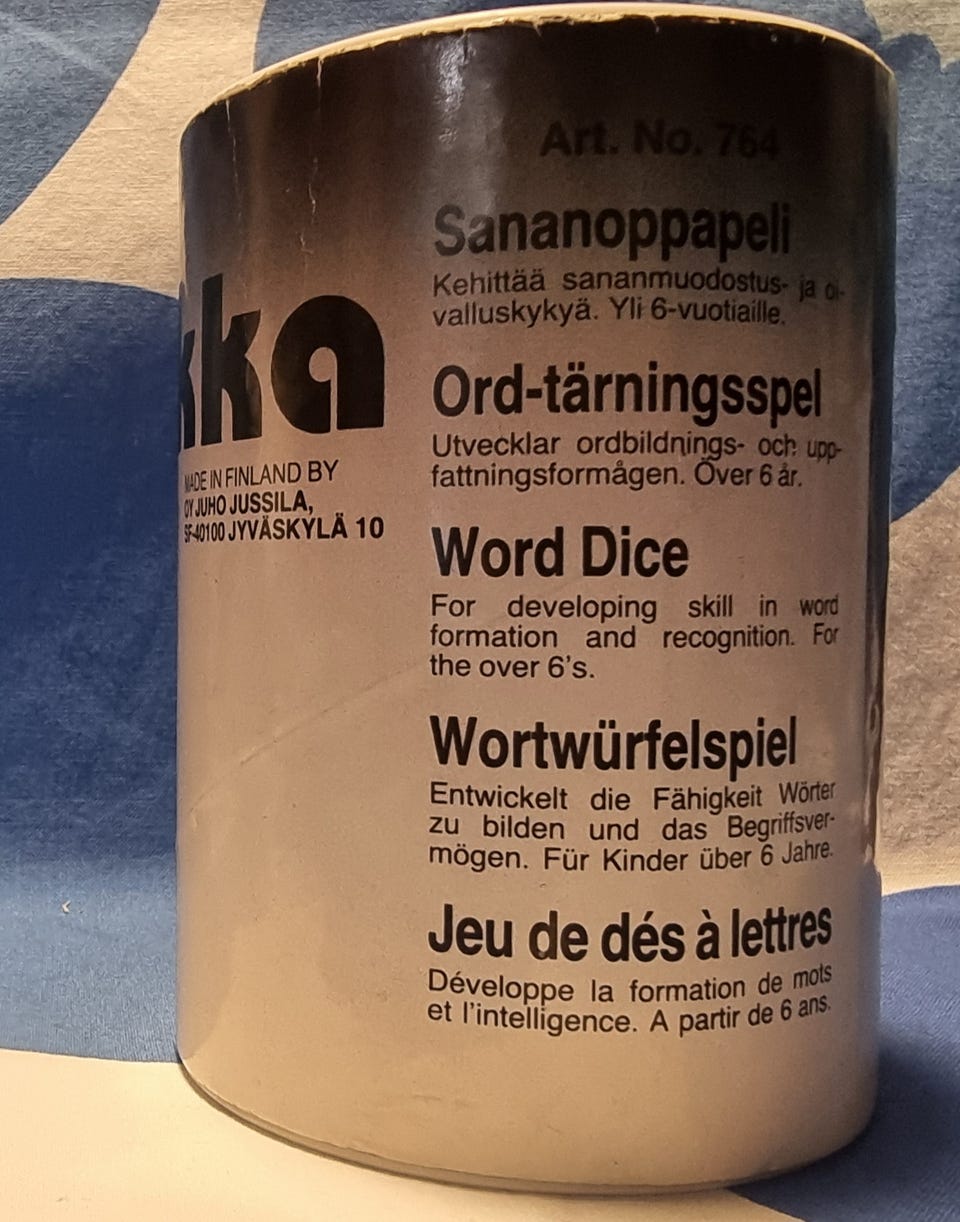 Art. No. 764
Sananoppapeli
Kehittää sananmuodostus- ja oi-
valluskykyä. Yli 6-vuotiaille.
Ord-tärningsspel
Utvecklar ordbildnings- och upp-
fattningsformågen. Över 6 år.
Word Dice
For developing skill in word
formation and recognition. For
the over 6's.
Wortwürfelspiel
Entwickelt die Fähigkeit Wörter
zu bilden und das Begriffsver-
mögen. Für Kinder über 6 Jahre.
Jeu de dés à lettres
Développe la formation de mots
et l'intelligence. A partir de 6 ans.
kka
MADE IN FINLAND BY
OY JUHO JUSSILA,
SF-40100 JYVÄSKYLÄ 10